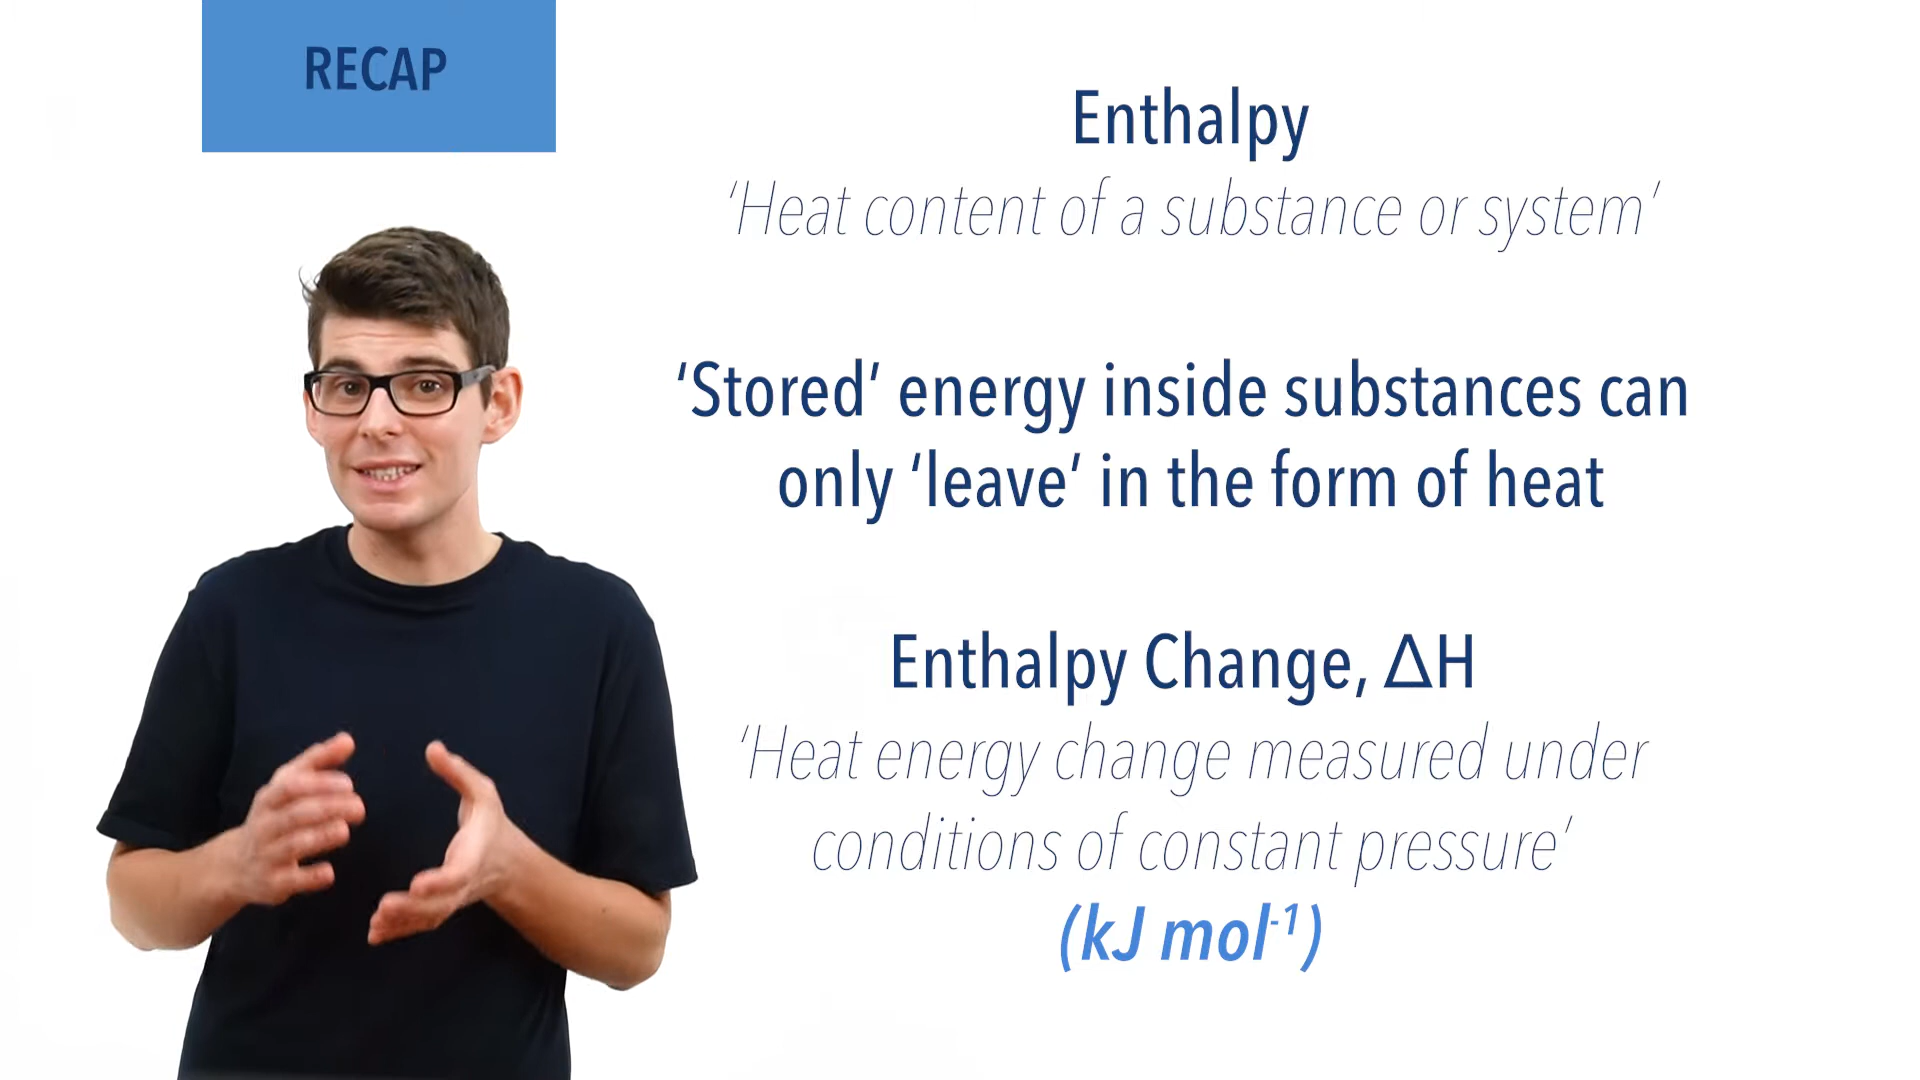 RECAP
Enthalpy
‘Heat content of a substance or system’
‘Stored’ energy inside substances can
only ‘leave’ in the form of heat
Enthalpy Change, ΔH
‘Heat energy change measured under
conditions of constant pressure’
(kJ mol⁻¹)